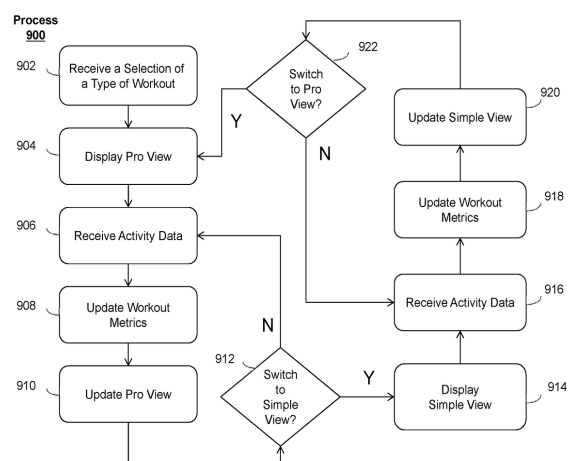 Process
900
902
Receive a Selection of
a Type of Workout
904
Display Pro View
906
Receive Activity Data
908
Update Workout
Metrics
910
Update Pro View
912
Switch
to
Simple
View?
N
Y
Display
Simple View
914
Receive Activity Data
916
Update Workout
Metrics
918
Update Simple View
920
Switch
to Pro
View?
922
Y
N